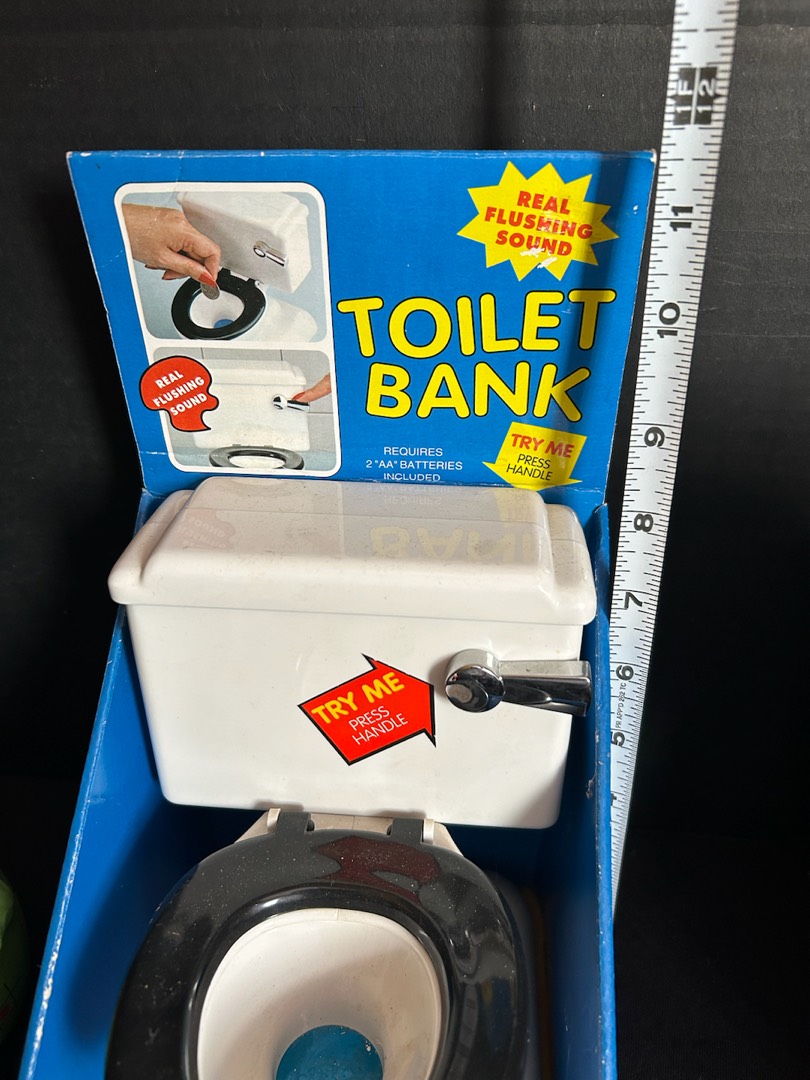 REAL
FLUSHING
SOUND
TOILET
BANK
REAL
FLUSHING
SOUND
REQUIRES
2 "AA" BATTERIES
INCLUDED
TRY ME
PRESS
HANDLE
TRY ME
PRESS
HANDLE
1F
12
11
10
9
8
7
6
5